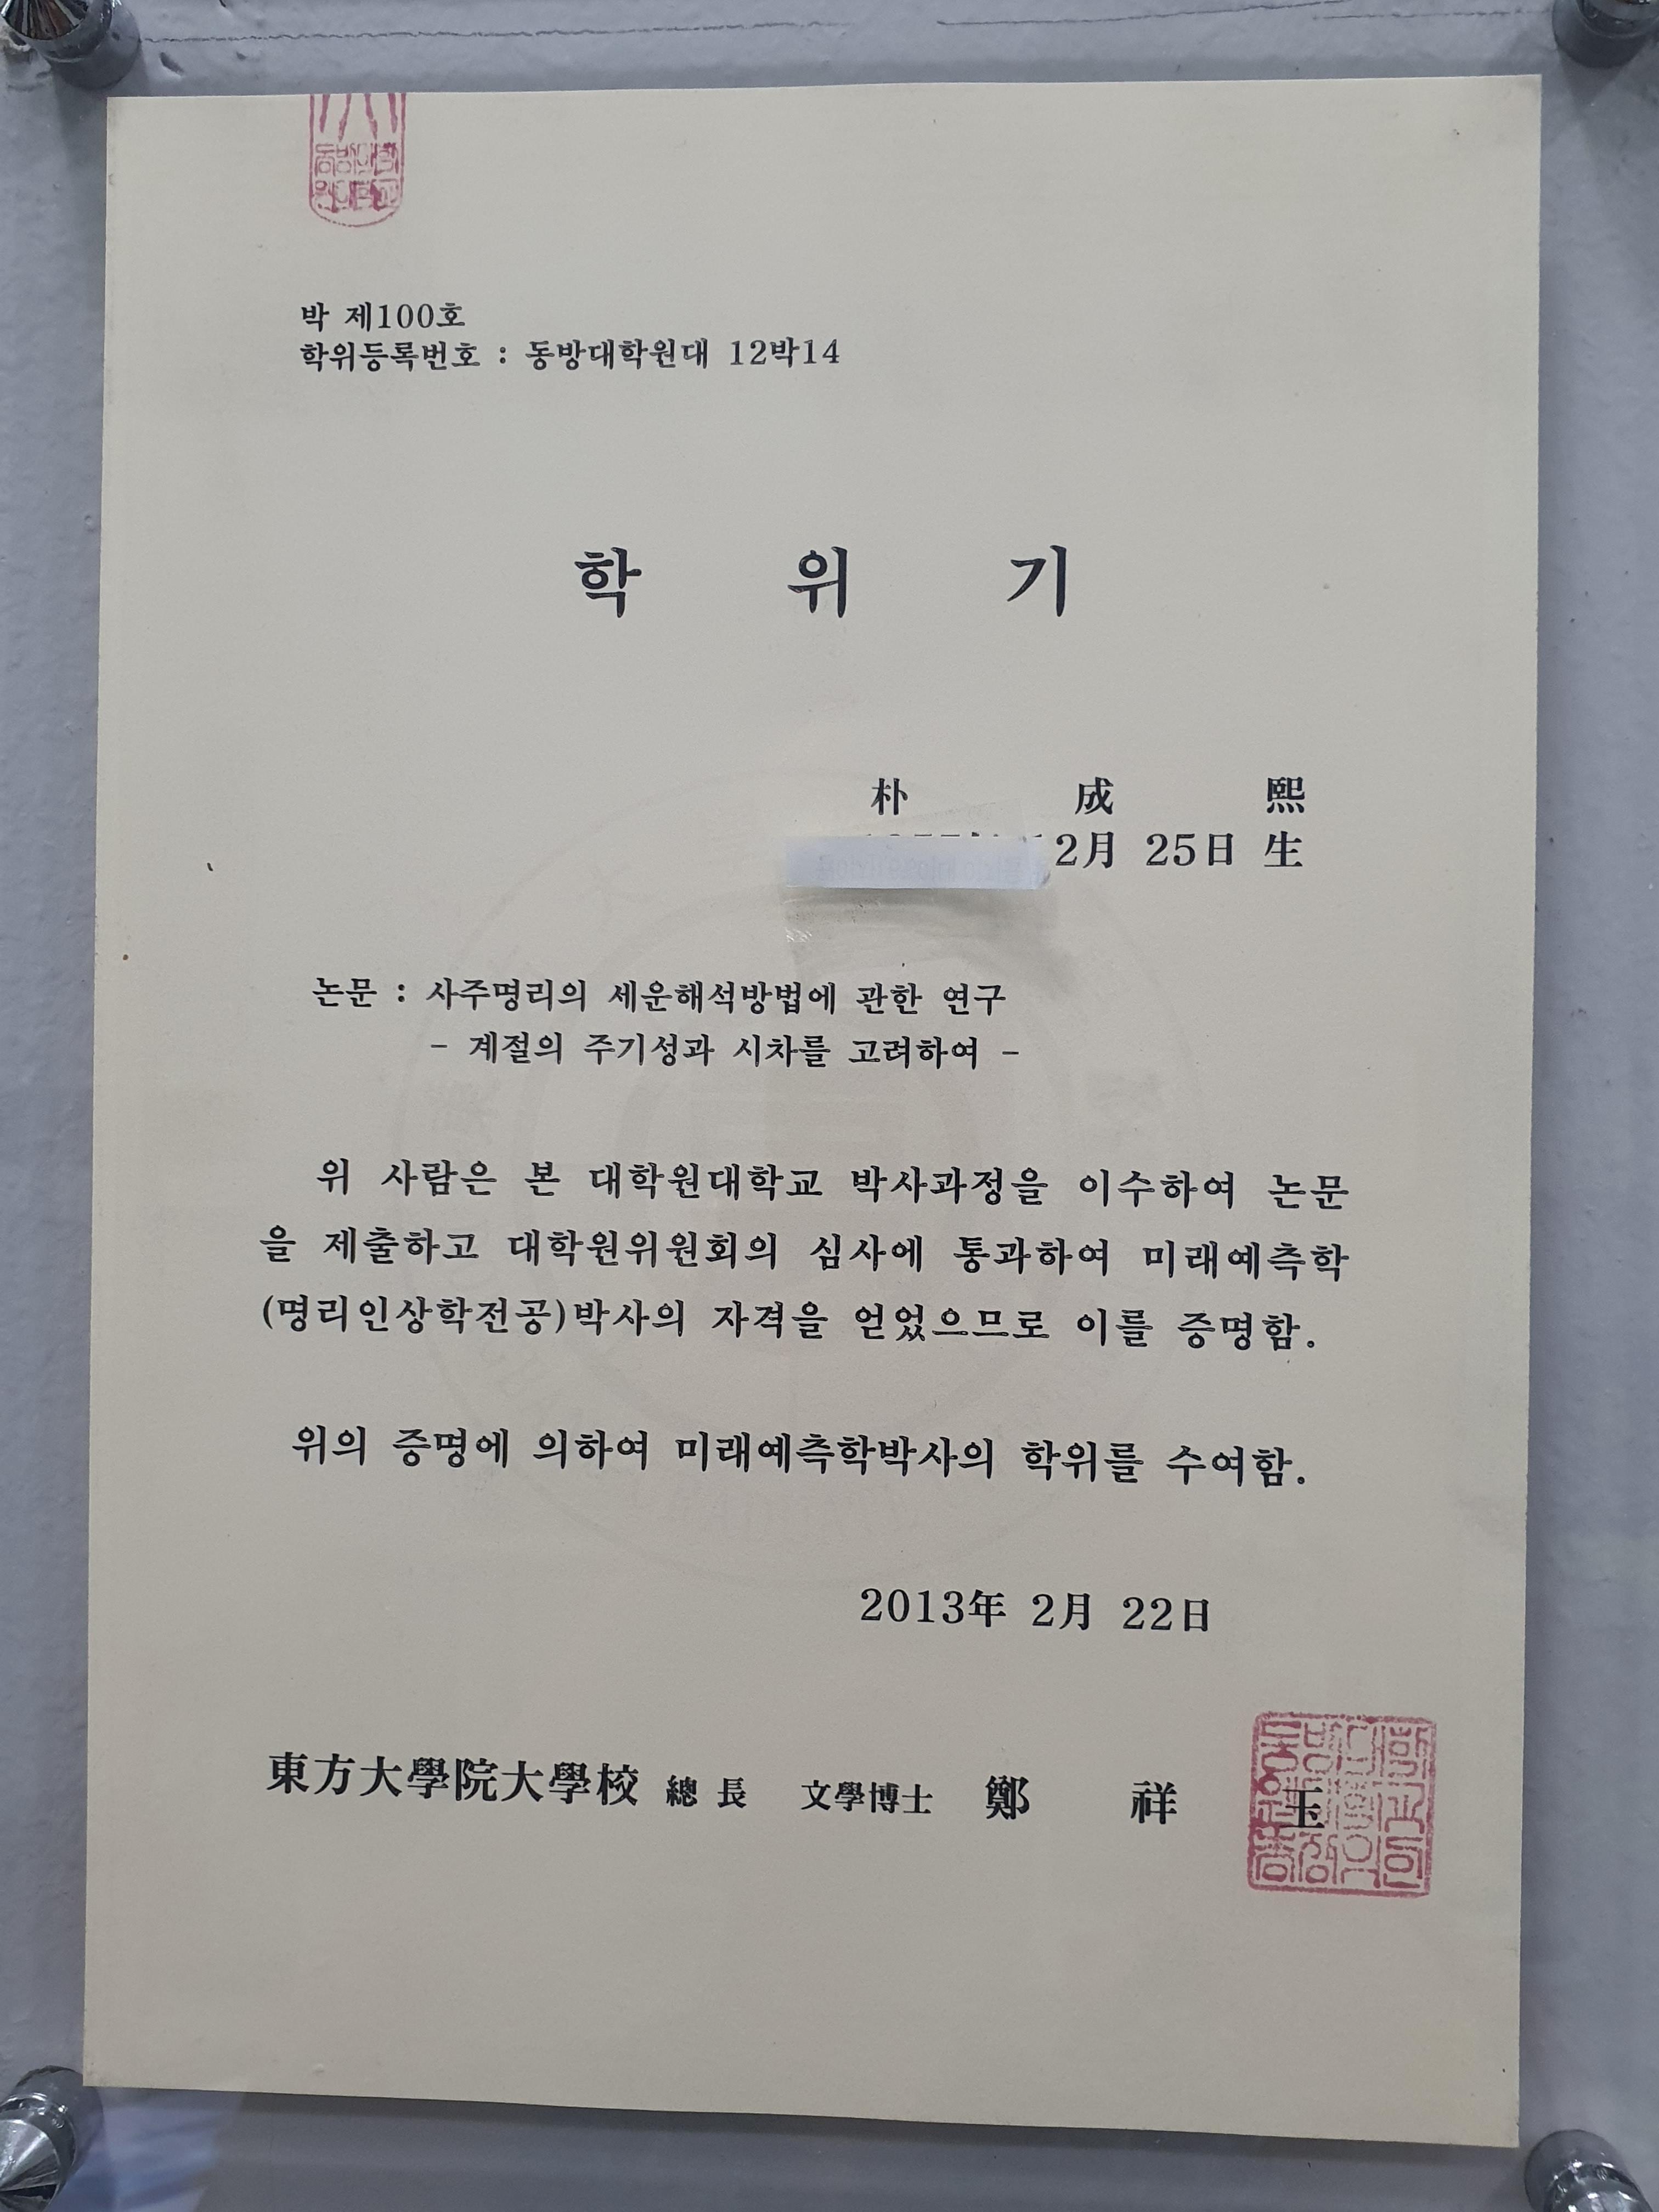 박 제100호
학위등록번호 : 동방대학원대 12박14
학 위 기
朴 成 熙
2月 25日 生
논문 : 사주명리의 세운해석방법에 관한 연구
- 계절의 주기성과 시차를 고려하여 -
위 사람은 본 대학원대학교 박사과정을 이수하여 논문
을 제출하고 대학원위원회의 심사에 통과하여 미래예측학
(명리인상학전공)박사의 자격을 얻었으므로 이를 증명함.
위의 증명에 의하여 미래예측학박사의 학위를 수여함.
2013年 2月 22日
東方大學院大學校 總 長 文學博士 鄭 祥 玉